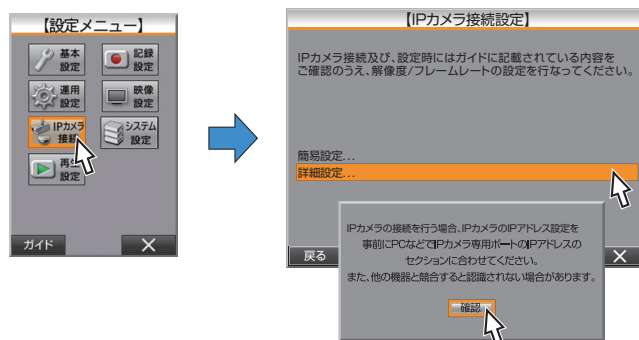 【設定メニュー】
基本
設定
記録
設定
運用
設定
映像
設定
IPカメラ
接続
システム
設定
再生
設定
ガイド
【IPカメラ接続設定】
IPカメラ接続及び、設定時にはガイドに記載されている内容を
ご確認のうえ、解像度/フレームレートの設定を行なってください。
簡易設定...
詳細設定...
戻る
IPカメラの接続を行う場合、IPカメラのIPアドレス設定を
事前にPCなどでIPカメラ専用ポートのIPアドレスの
セクションに合わせてください。
また、他の機器と競合すると認識されない場合があります。
確認